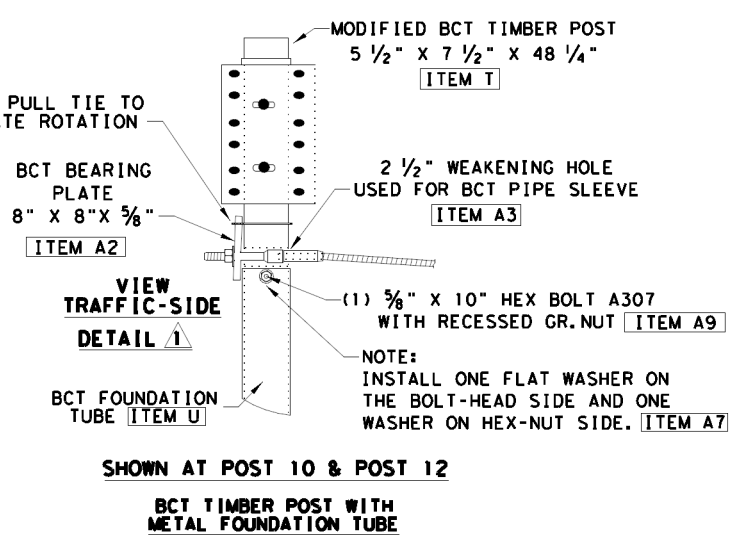 MODIFIED BCT TIMBER POST
5 1/2" X 7 1/2" X 48 1/4"
ITEM T
PULL TIE TO
ROTATION
BCT BEARING
PLATE
8" X 8"X 5/8"
ITEM A2
2 1/2" WEAKENING HOLE
USED FOR BCT PIPE SLEEVE
ITEM A3
VIEW
TRAFFIC-SIDE
DETAIL 1
(1) 5/8" X 10" HEX BOLT A307
WITH RECESSED GR.NUT ITEM A9
NOTE:
INSTALL ONE FLAT WASHER ON
THE BOLT-HEAD SIDE AND ONE
WASHER ON HEX-NUT SIDE. ITEM A7
BCT FOUNDATION
TUBE ITEM U
SHOWN AT POST 10 & POST 12
BCT TIMBER POST WITH
METAL FOUNDATION TUBE